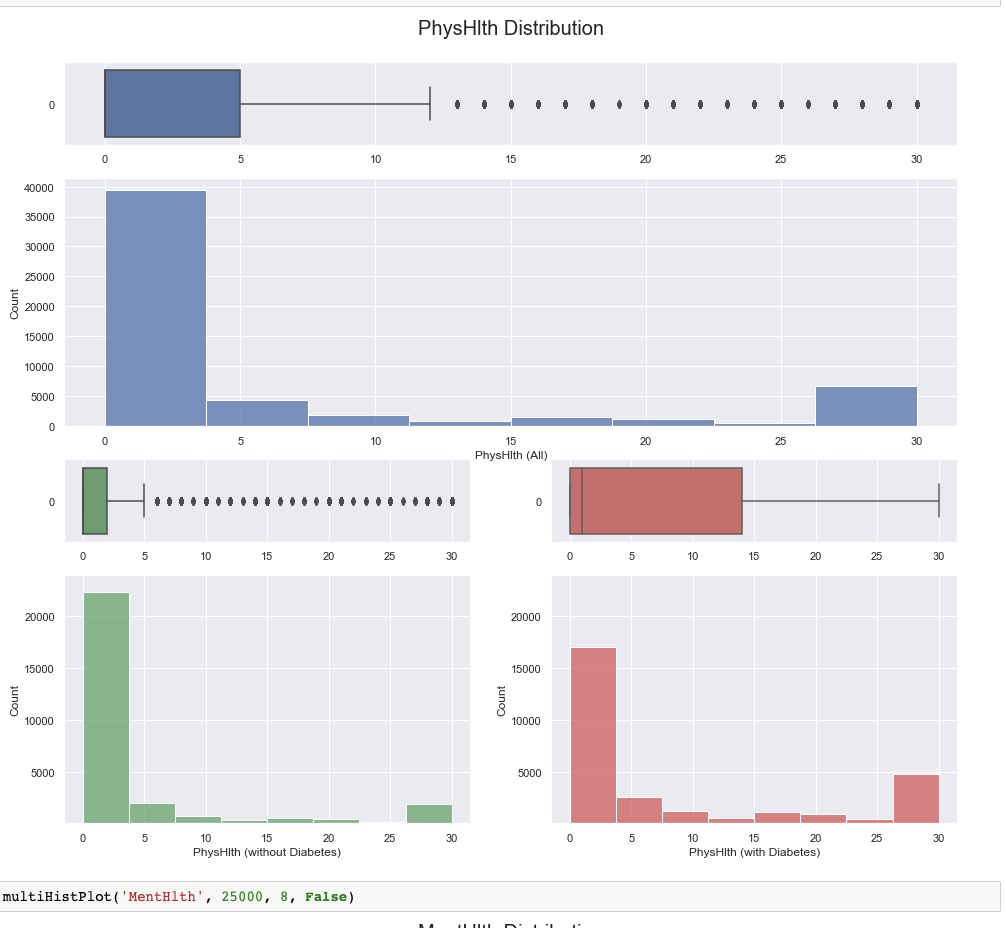 PhysHlth Distribution
0
0 5 10 15 20 25 30
40000
35000
30000
25000
20000
15000
10000
5000
0
Count
0 5 10 15 20 25 30
PhysHlth (All)
0
0 5 10 15 20 25 30
0
0 5 10 15 20 25 30
20000
15000
10000
5000
Count
0 5 10 15 20 25 30
PhysHlth (without Diabetes)
20000
15000
10000
5000
Count
0 5 10 15 20 25 30
PhysHlth (with Diabetes)
multiHistPlot('MentHlth', 25000, 8, False)